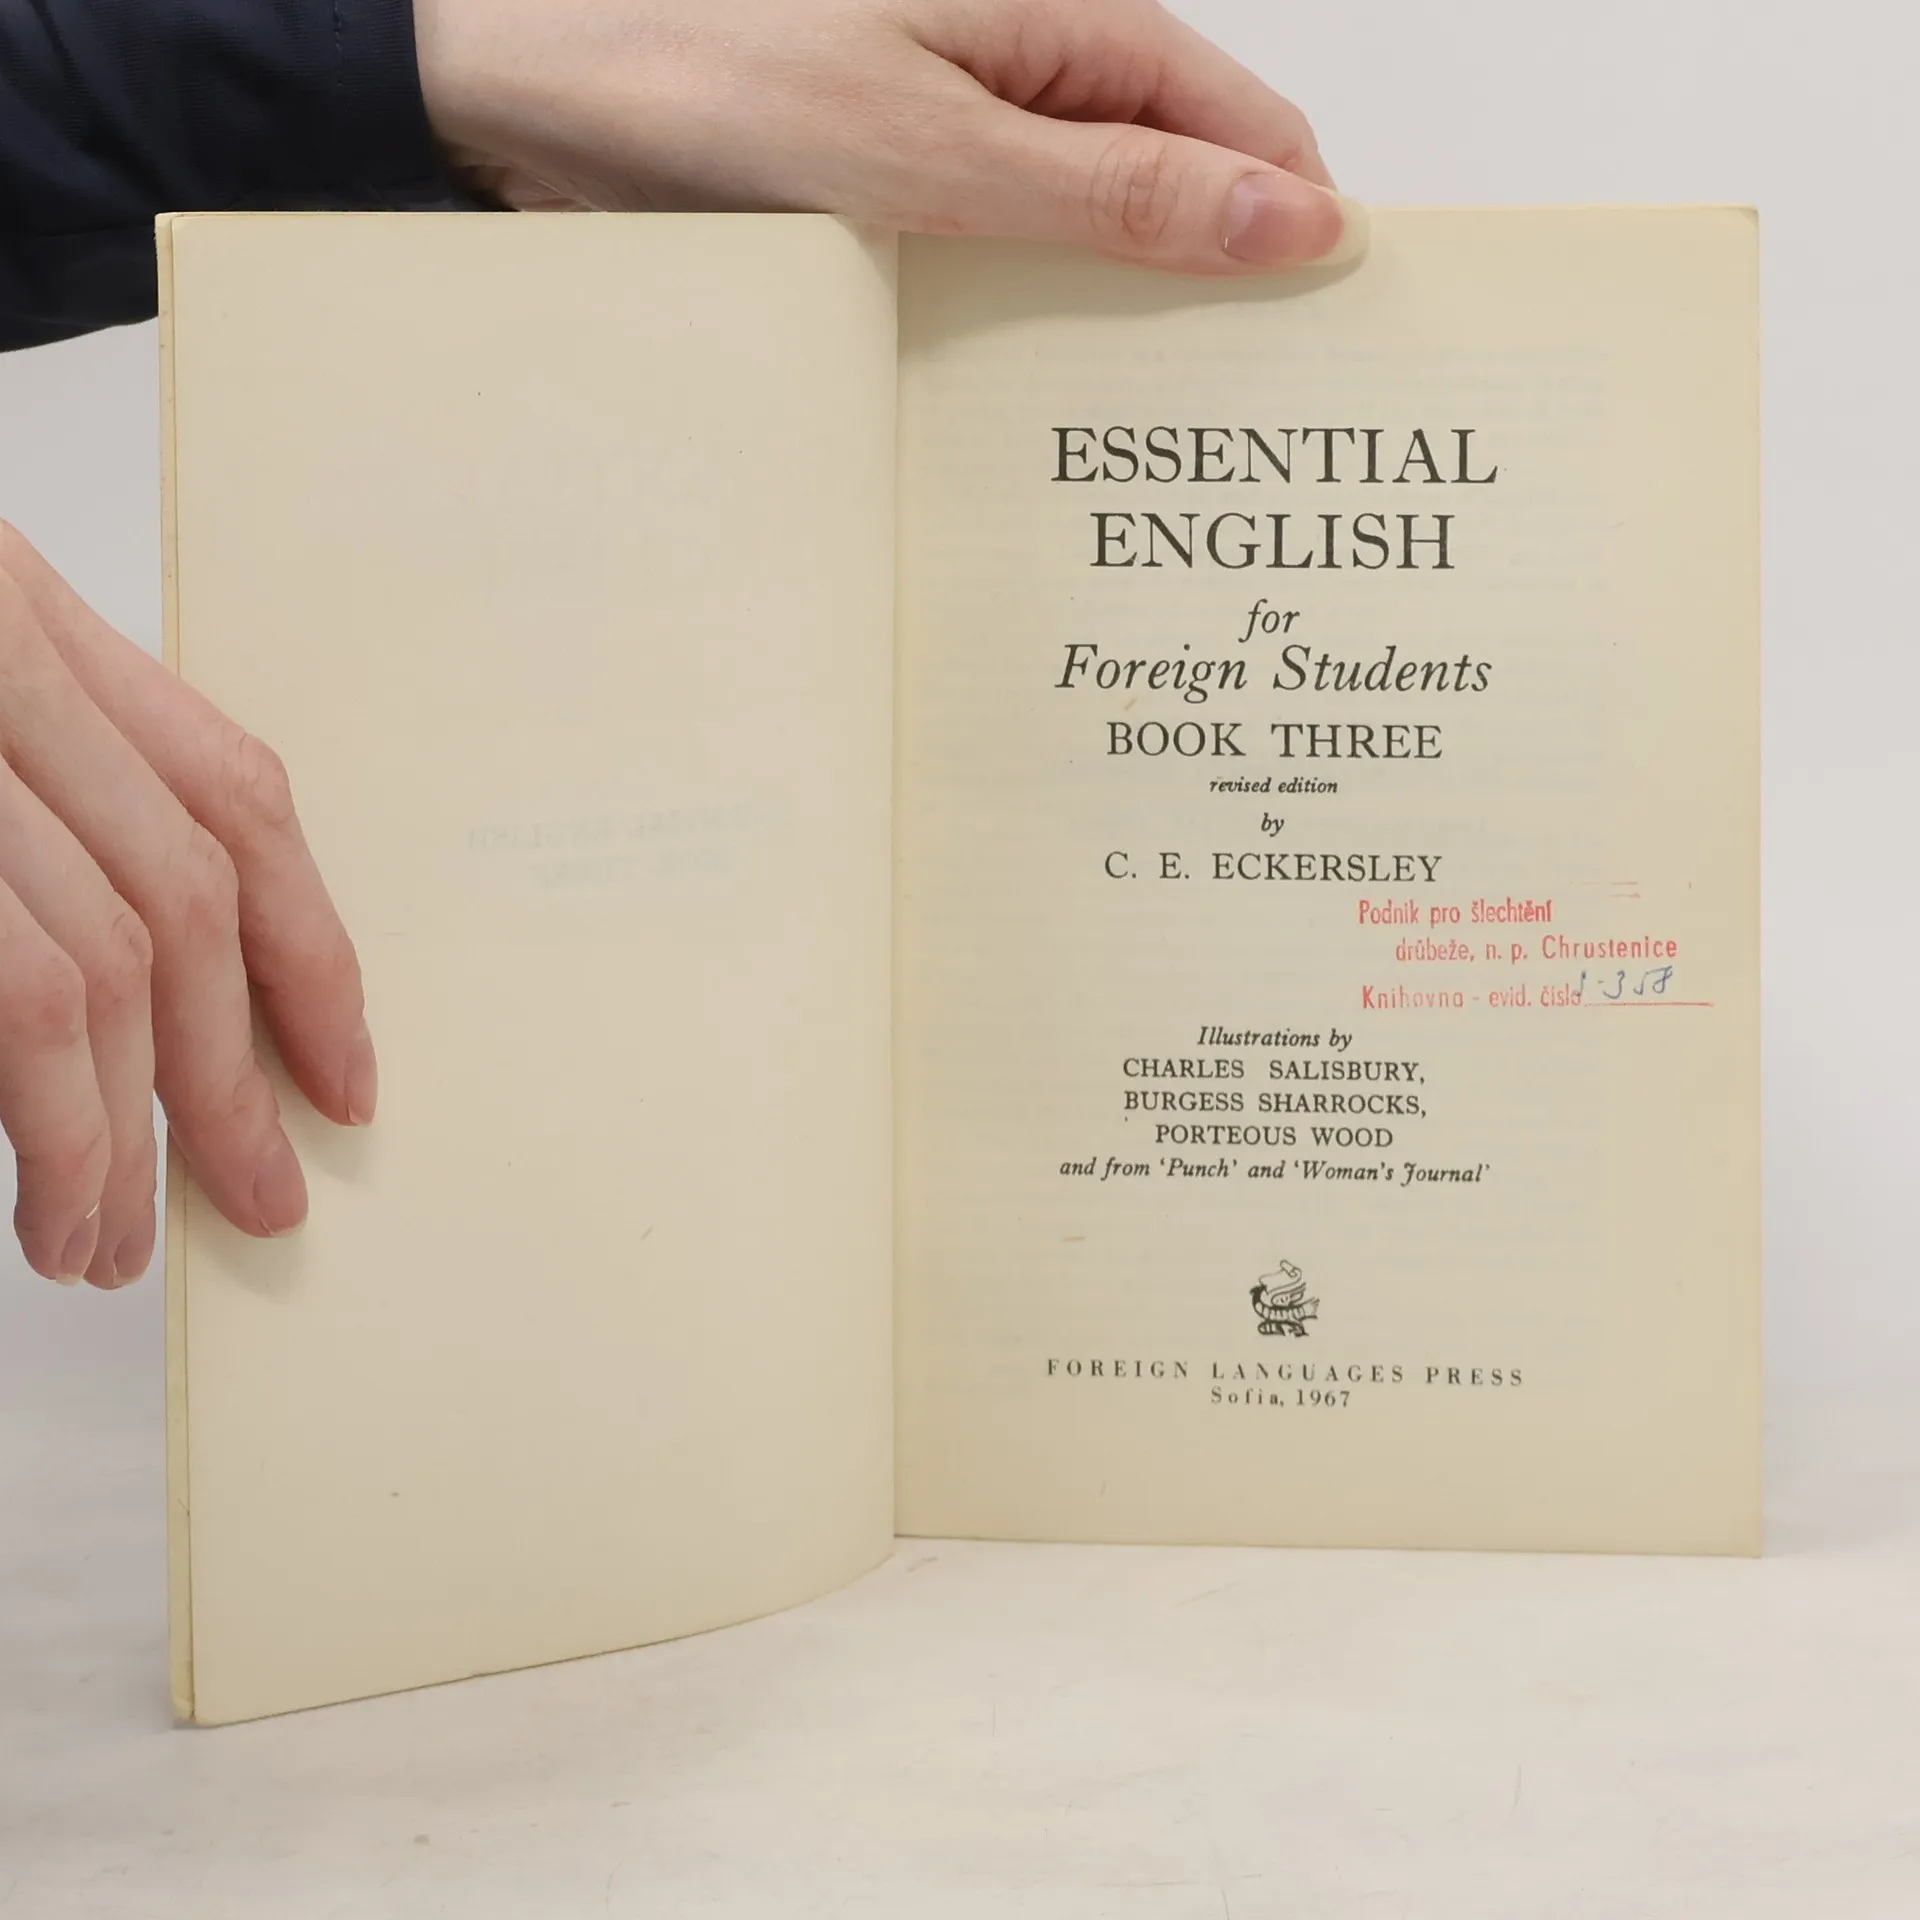 ESSENTIAL
ENGLISH
for
Foreign Students
BOOK THREE
revised edition
by
C. E. ECKERSLEY
Podnik pro šlechtění
drůbeže, n. p. Chrustenice
Knihovna - evid. číslo
Illustrations by
CHARLES SALISBURY,
BURGESS SHARROCKS,
PORTEOUS WOOD
and from ‘Punch’ and ‘Woman's Journal’
FOREIGN LANGUAGES PRESS
Sofia, 1967